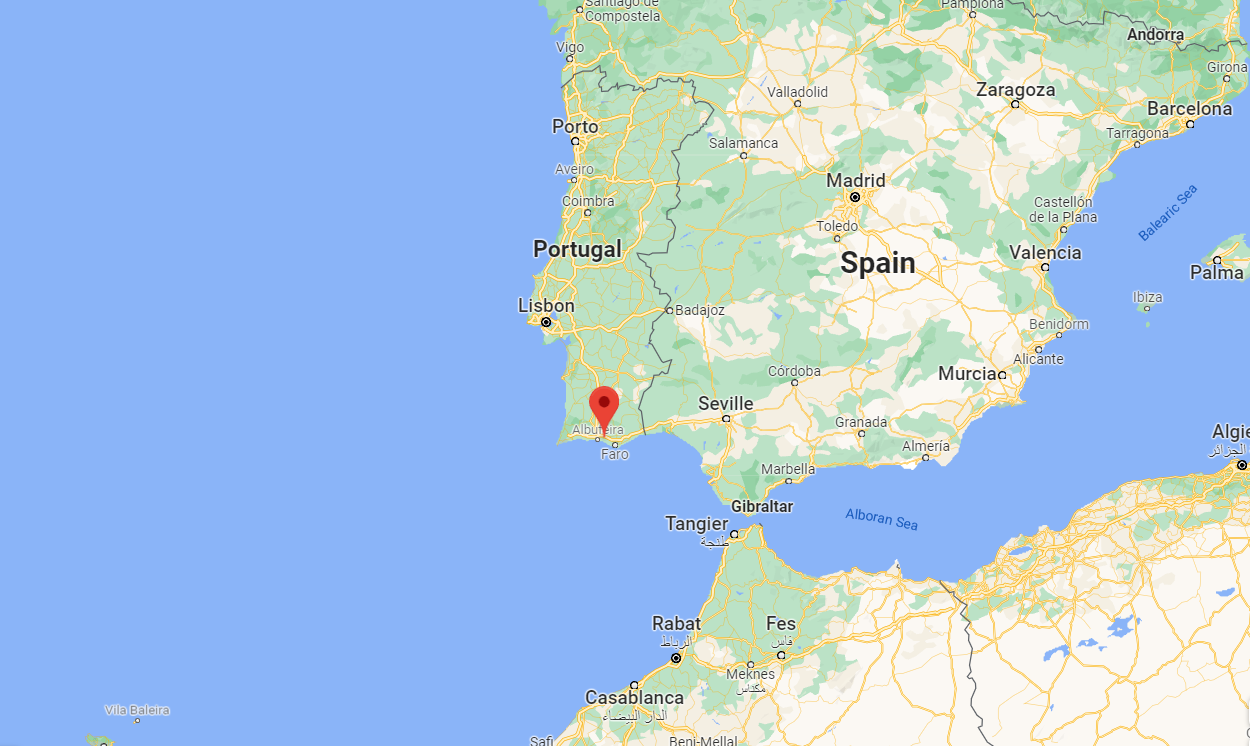 Santiago de
Compostela
Pamplona
Andorra
Vigo
Girona
Valladolid
Zaragoza
Barcelona
Porto
Tarragona
Salamanca
Aveiro
Madrid
Coimbra
Castellón
de la Plana
Balearic Sea
Toledo
Portugal
Spain
Valencia
Palma
Lisbon
Ibiza
Badajoz
Benidorm
Alicante
Córdoba
Murcia
Seville
Granada
Albufeira
Faro
Almería
Marbella
Gibraltar
Alboran Sea
Tangier
طنجة
Rabat
الرباط
Fes
فاس
Meknes
مكناس
Casablanca
الدار البيضاء
Vila Baleira
Safi
Beni-Mellal